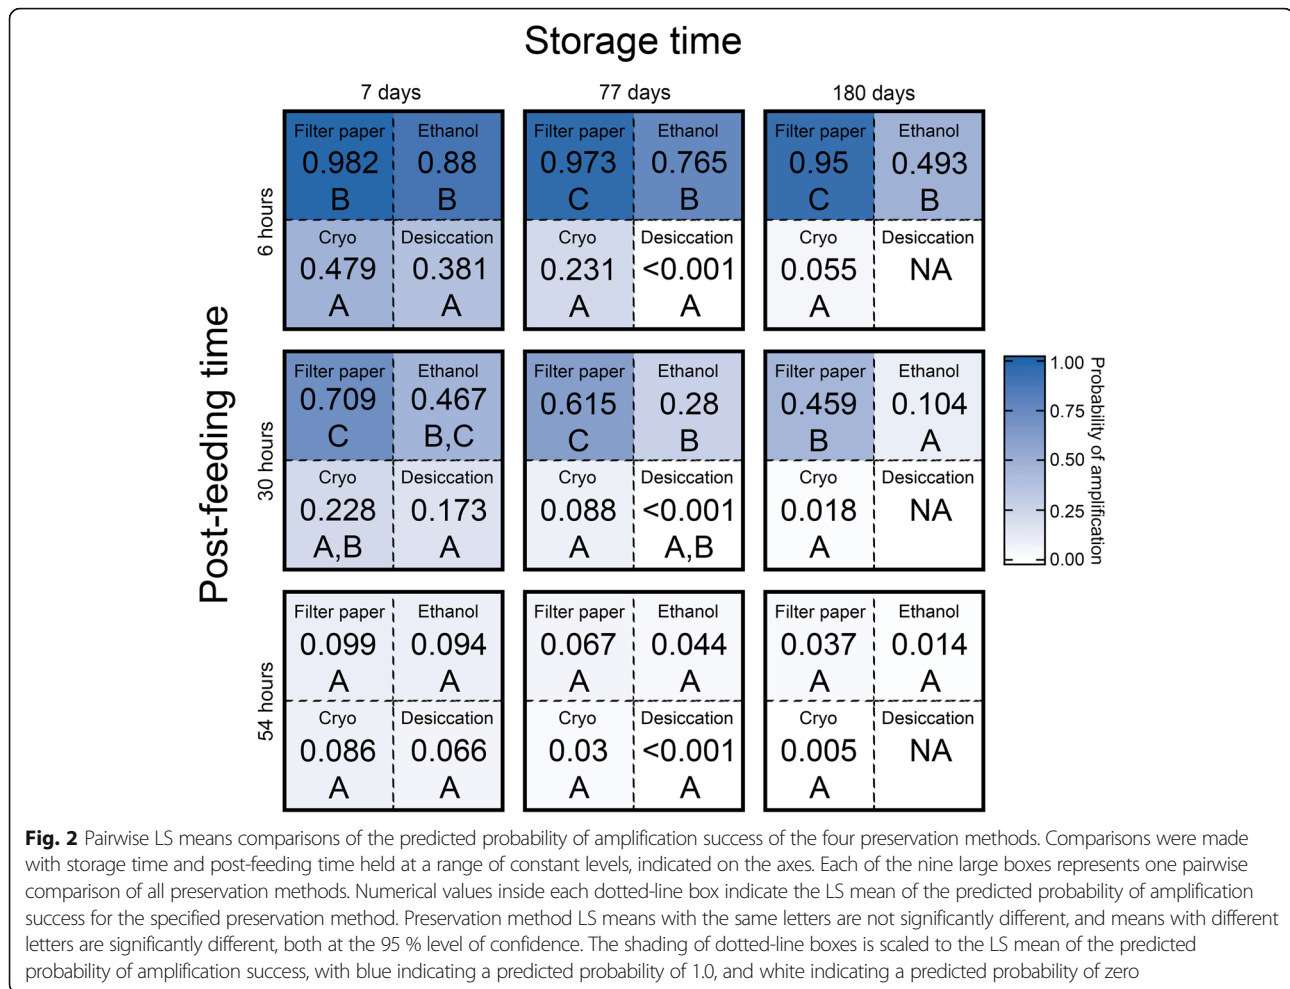 Storage time
7 days 77 days 180 days
Post-feeding time
6 hours
Filter paper Ethanol Filter paper Ethanol Filter paper Ethanol
0.982 0.88 0.973 0.765 0.95 0.493
B B C B C B
Cryo Desiccation Cryo Desiccation Cryo Desiccation
0.479 0.381 0.231 <0.001 0.055 NA
A A A A A
30 hours
Filter paper Ethanol Filter paper Ethanol Filter paper Ethanol
0.709 0.467 0.615 0.28 0.459 0.104
C B,C C B B A
Cryo Desiccation Cryo Desiccation Cryo Desiccation
0.228 0.173 0.088 <0.001 0.018 NA
A,B A A A,B A
54 hours
Filter paper Ethanol Filter paper Ethanol Filter paper Ethanol
0.099 0.094 0.067 0.044 0.037 0.014
A A A A A A
Cryo Desiccation Cryo Desiccation Cryo Desiccation
0.086 0.066 0.03 <0.001 0.005 NA
A A A A A
1.00
0.75
0.50
0.25
0.00
Probability of amplification
Fig. 2 Pairwise LS means comparisons of the predicted probability of amplification success of the four preservation methods. Comparisons were made
with storage time and post-feeding time held at a range of constant levels, indicated on the axes. Each of the nine large boxes represents one pairwise
comparison of all preservation methods. Numerical values inside each dotted-line box indicate the LS mean of the predicted probability of amplification
success for the specified preservation method. Preservation method LS means with the same letters are not significantly different, and means with different
letters are significantly different, both at the 95 % level of confidence. The shading of dotted-line boxes is scaled to the LS mean of the predicted
probability of amplification success, with blue indicating a predicted probability of 1.0, and white indicating a predicted probability of zero